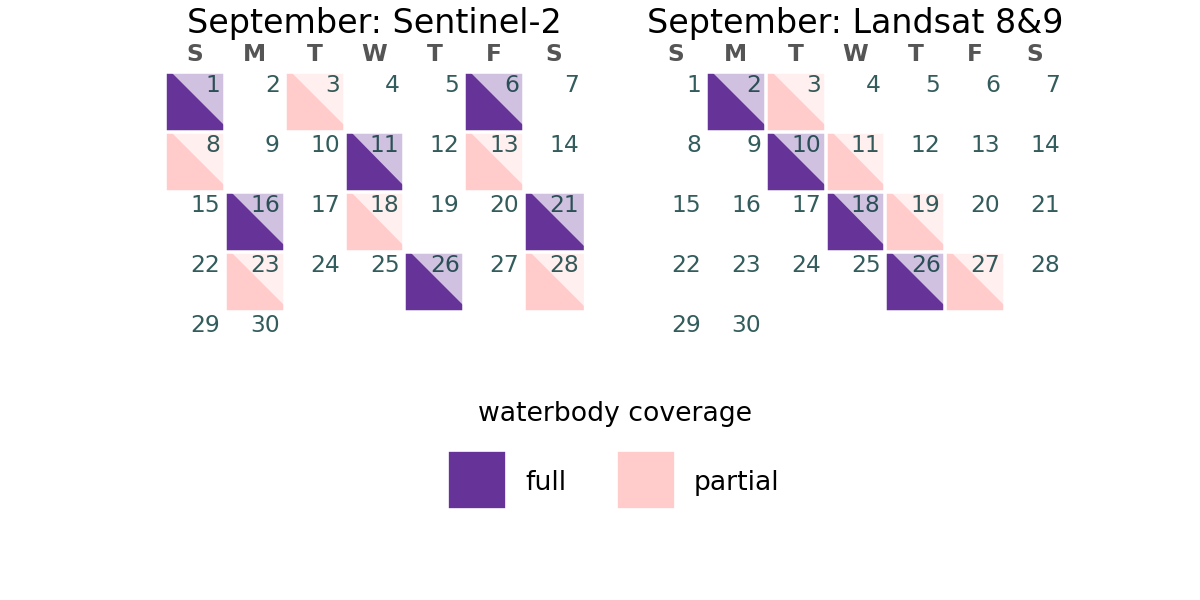 September: Sentinel-2
S M T W T F S
1 2 3 4 5 6 7
8 9 10 11 12 13 14
15 16 17 18 19 20 21
22 23 24 25 26 27 28
29 30
September: Landsat 8&9
S M T W T F S
1 2 3 4 5 6 7
8 9 10 11 12 13 14
15 16 17 18 19 20 21
22 23 24 25 26 27 28
29 30
waterbody coverage
full partial